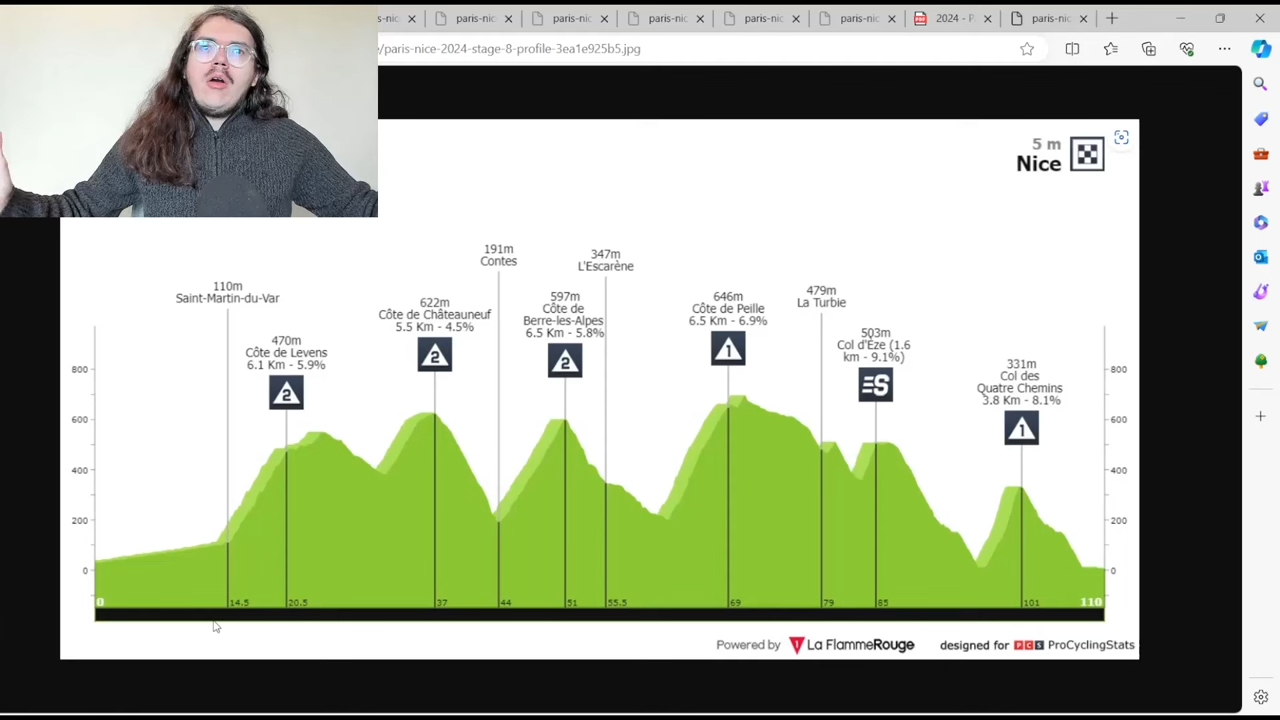 paris-nic
paris-nic
paris-nic
paris-nic
paris-nic
2024 - P
paris-nic
/paris-nice-2024-stage-8-profile-3ea1e925b5.jpg
5 m
Nice
191m
Contes
347m
L'Escarène
110m
Saint-Martin-du-Var
622m
Côte de Châteauneuf
5.5 Km - 4.5%
2
597m
Côte de
Berre-les-Alpes
6.5 Km - 5.8%
2
646m
Côte de Peille
6.5 Km - 6.9%
1
479m
La Turbie
470m
Côte de Levens
6.1 Km - 5.9%
2
503m
Col d'Èze (1.6
km - 9.1%)
S
331m
Col des
Quatre Chemins
3.8 Km - 8.1%
1
800
600
400
200
0
800
600
400
200
0
0
14.5
20.5
37
44
51
55.5
69
79
85
101
110
Powered by La FlammeRouge designed for PCS ProCyclingStats